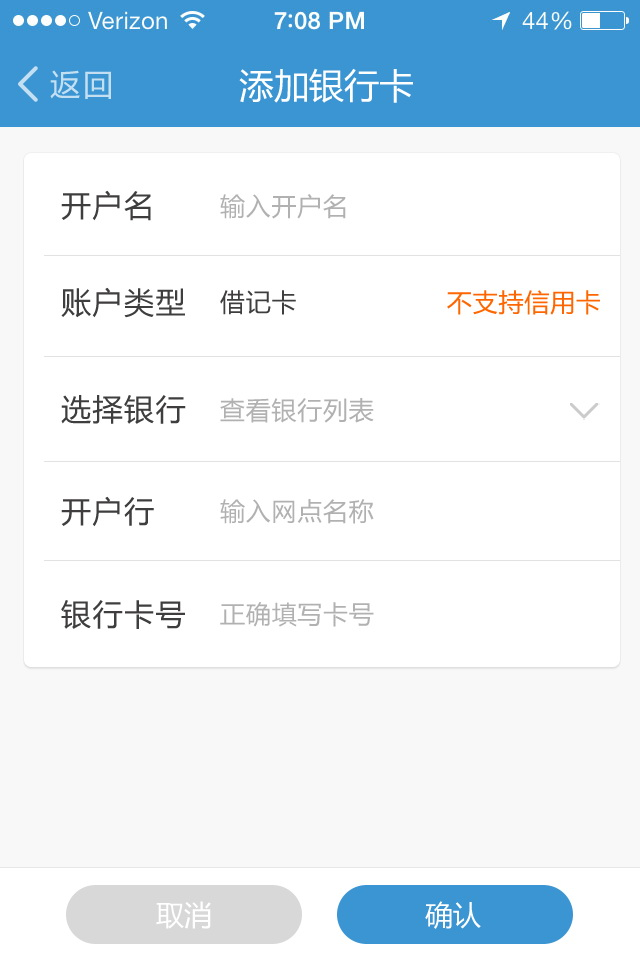 Verizon 7:08 PM 44%
返回 添加银行卡
开户名 输入开户名
账户类型 借记卡 不支持信用卡
选择银行 查看银行列表
开户行 输入网点名称
银行卡号 正确填写卡号
取消 确认